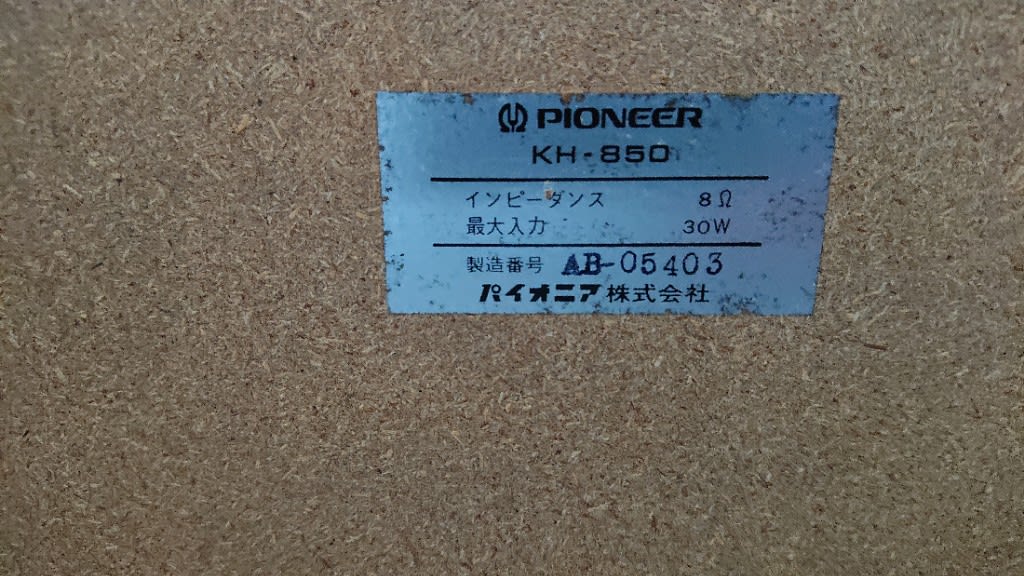 PIONEER
KH-850
インピーダンス 8Ω
最大入力 30W
製造番号 AB-05403
パイオニア株式会社